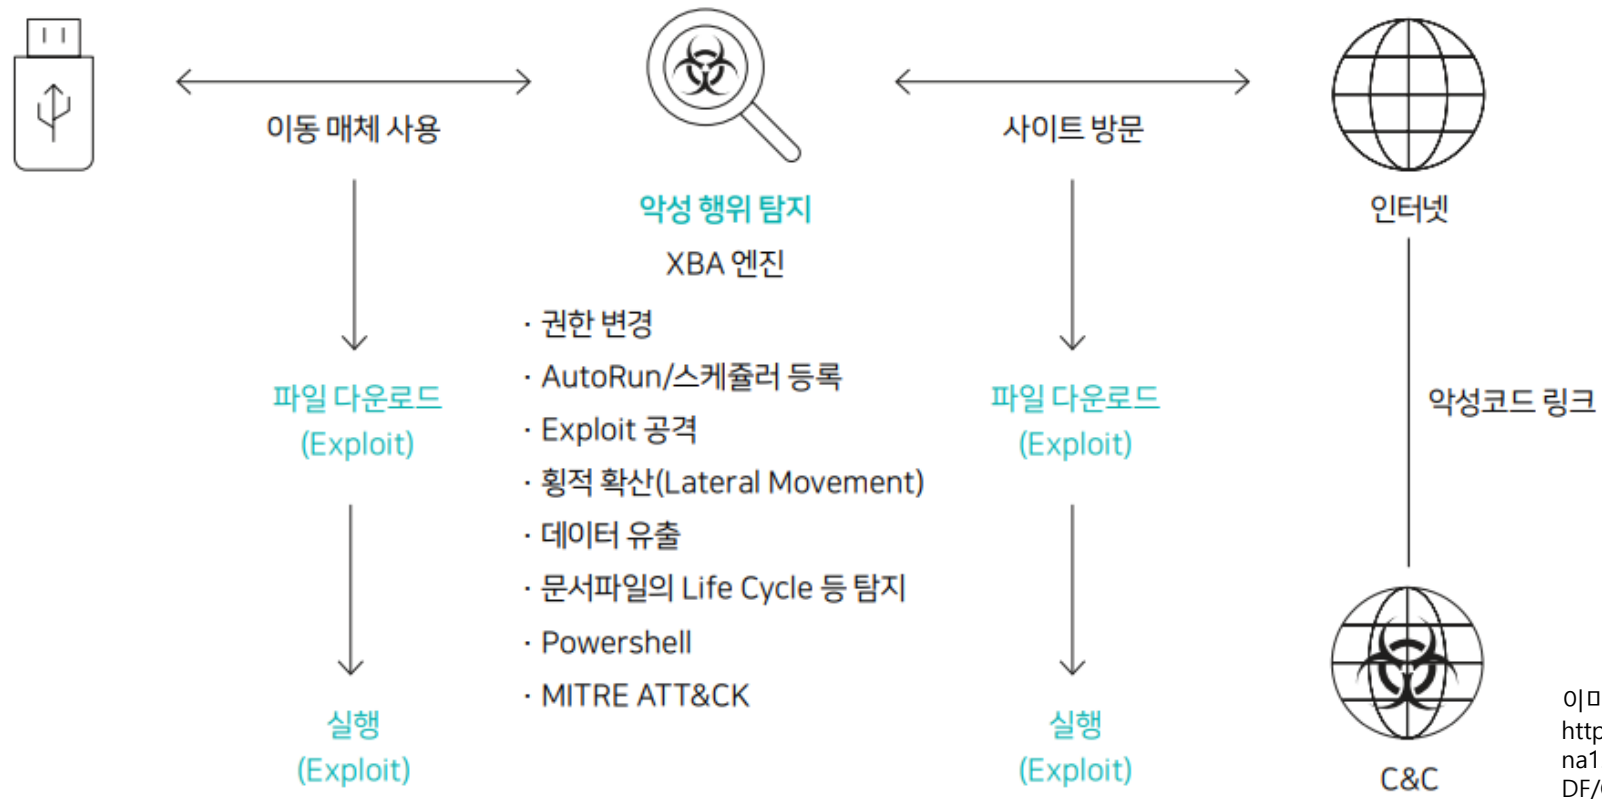 이동 매체 사용
사이트 방문
악성 행위 탐지
XBA 엔진
인터넷
· 권한 변경
· AutoRun/스케쥴러 등록
· Exploit 공격
· 횡적 확산(Lateral Movement)
· 데이터 유출
· 문서파일의 Life Cycle 등 탐지
· Powershell
· MITRE ATT&CK
파일 다운로드
(Exploit)
실행
(Exploit)
파일 다운로드
(Exploit)
실행
(Exploit)
악성코드 링크
C&C
http
na1